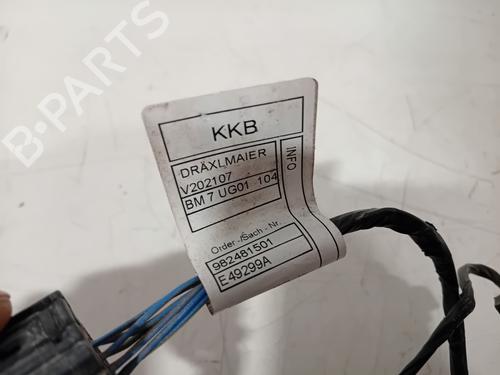 KKB
DRÄXLMAIER
V202107
BM 7 UG01 104
INFO
Order-/Sach-Nr.
982481501
E49299A
B-PARTS